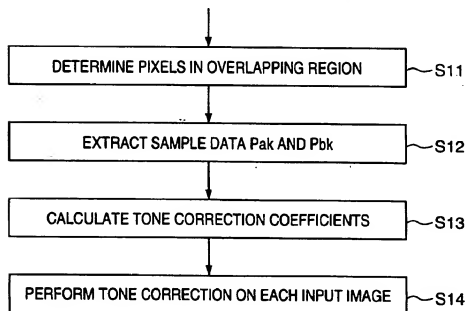 DETERMINE PIXELS IN OVERLAPPING REGION S11
EXTRACT SAMPLE DATA Pak AND Pbk S12
CALCULATE TONE CORRECTION COEFFICIENTS S13
PERFORM TONE CORRECTION ON EACH INPUT IMAGE S14